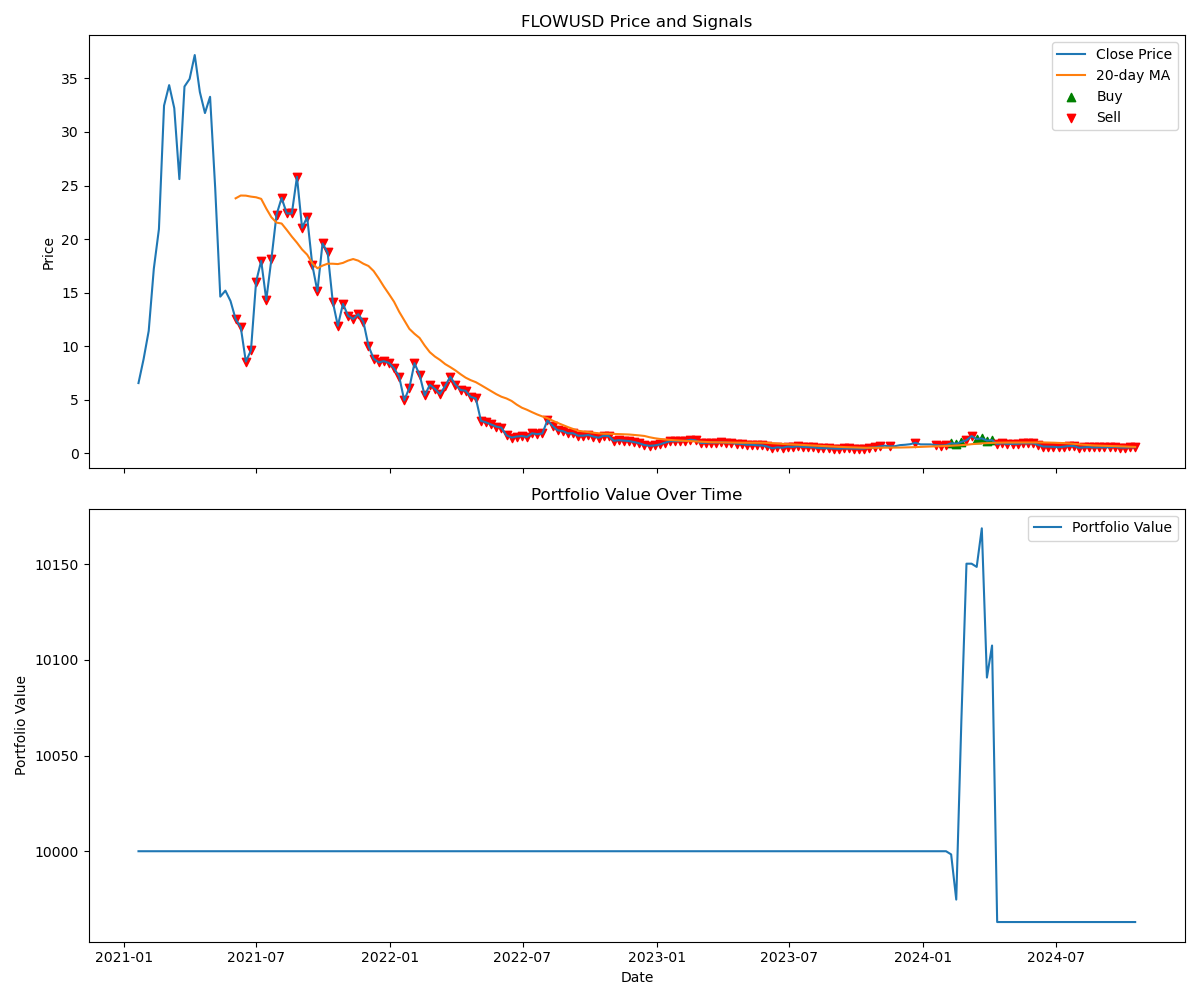 FLOWUSD Price and Signals
Close Price
20-day MA
Buy
Sell
Price
35
30
25
20
15
10
5
0
Portfolio Value Over Time
Portfolio Value
Portfolio Value
10150
10100
10050
10000
2021-01 2021-07 2022-01 2022-07 2023-01 2023-07 2024-01 2024-07
Date